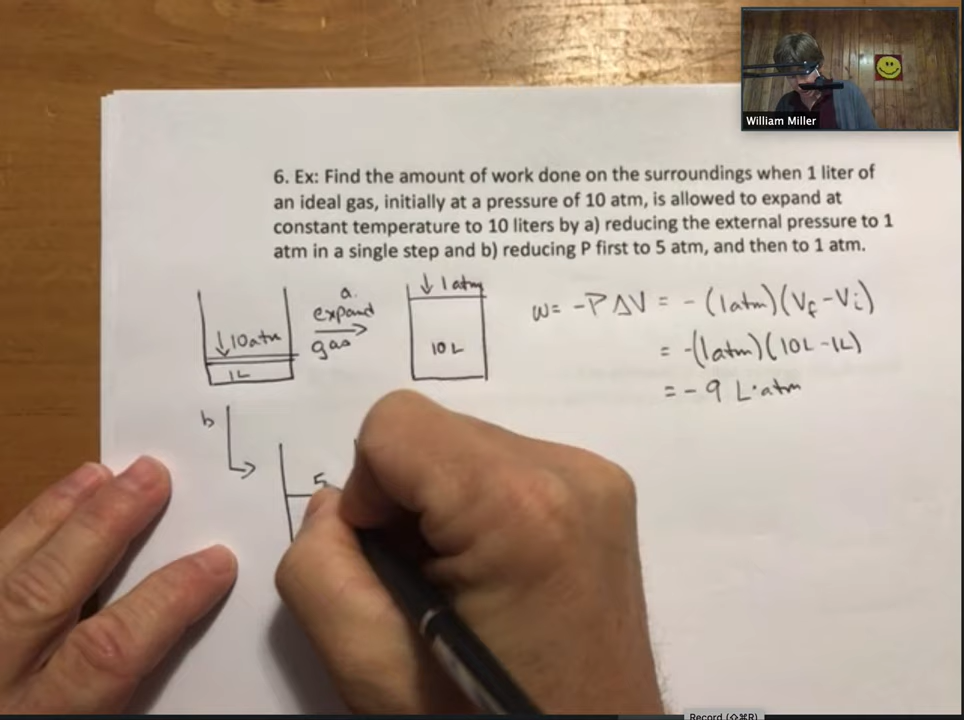 William Miller
6. Ex: Find the amount of work done on the surroundings when 1 liter of
an ideal gas, initially at a pressure of 10 atm, is allowed to expand at
constant temperature to 10 liters by a) reducing the external pressure to 1
atm in a single step and b) reducing P first to 5 atm, and then to 1 atm.
↓10atm
1L
a.
expand
gas
↓ 1 atm
10 L
w= -PΔV = -(1atm)(Vf-Vi)
= -(1atm)(10L-1L)
= -9 L·atm
b
5
Record (⇧⌘R)